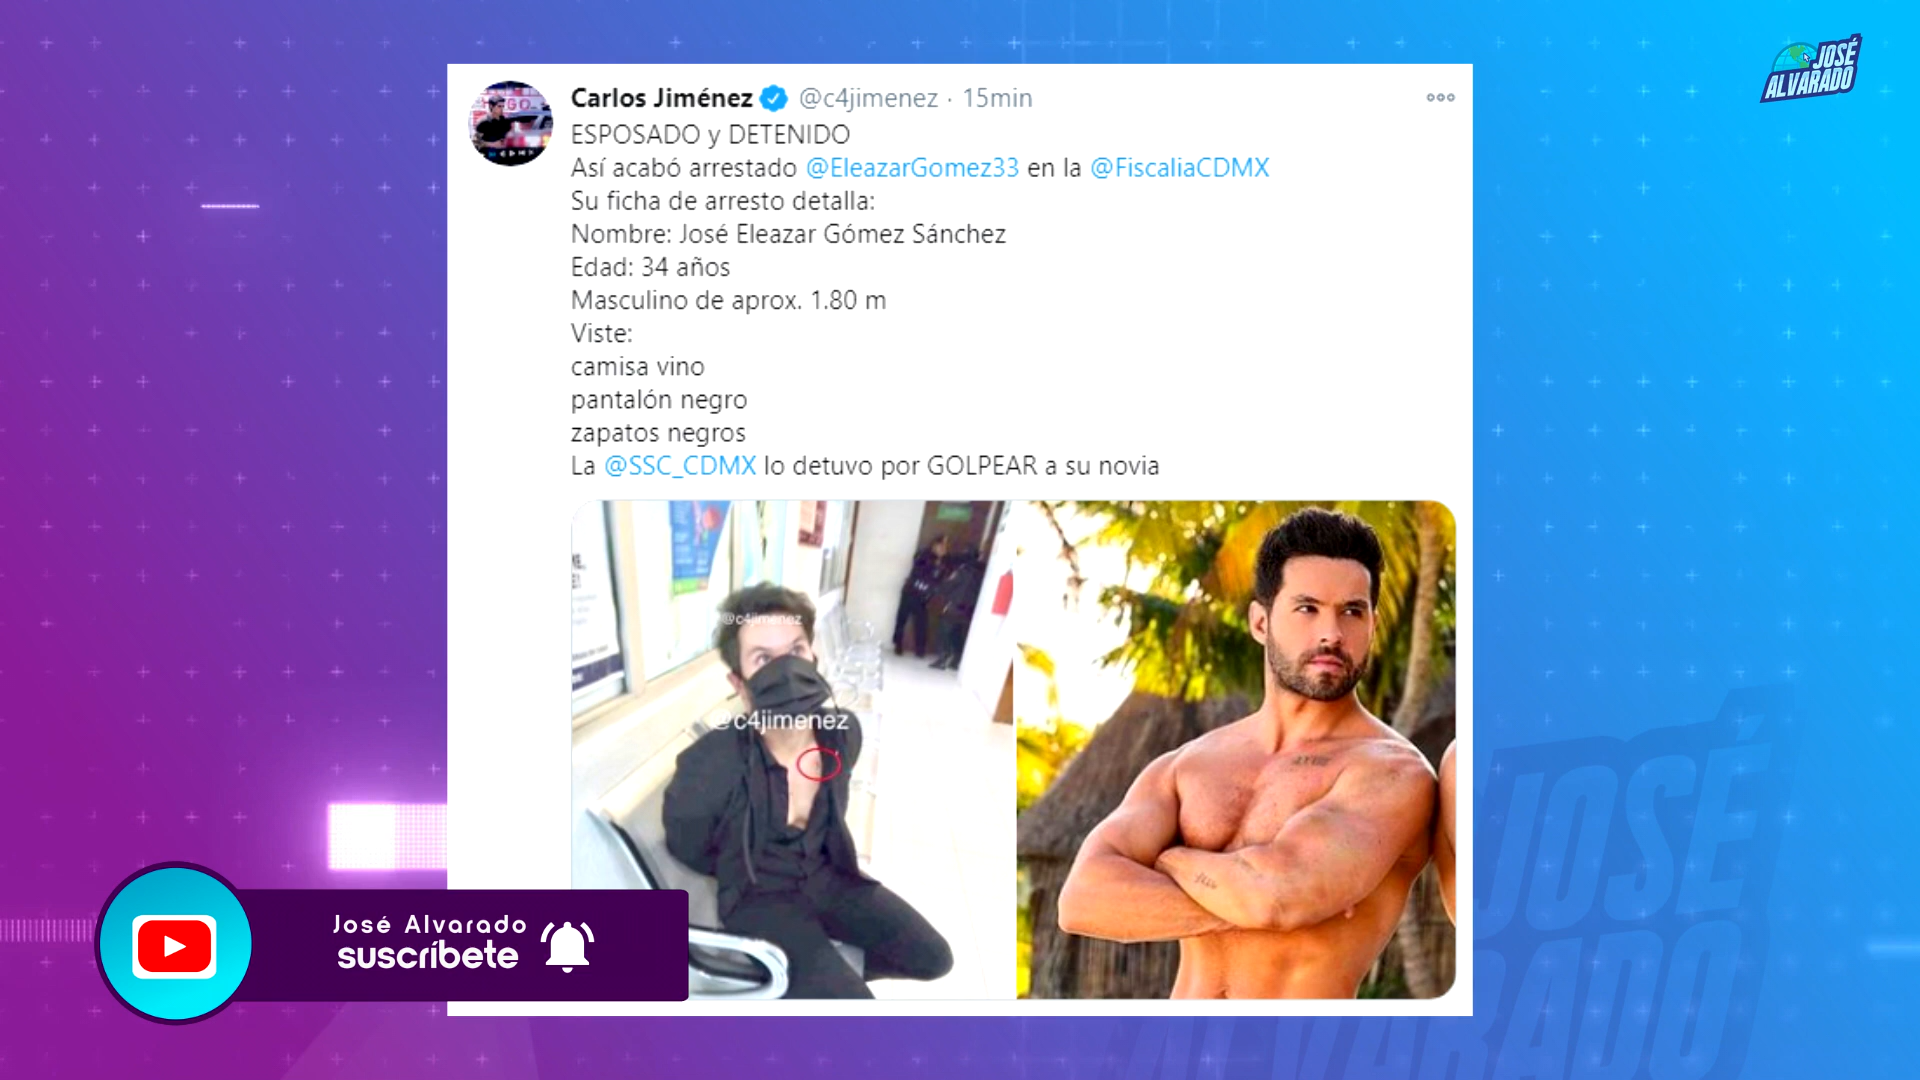 JOSÉ
ALVARADO
Carlos Jiménez @c4jimenez · 15min
ESPOSADO y DETENIDO
Así acabó arrestado @EleazarGomez33 en la @FiscaliaCDMX
Su ficha de arresto detalla:
Nombre: José Eleazar Gómez Sánchez
Edad: 34 años
Masculino de aprox. 1.80 m
Viste:
camisa vino
pantalón negro
zapatos negros
La @SSC_CDMX lo detuvo por GOLPEAR a su novia
@c4jimenez
@c4jimenez
José Alvarado
suscríbete
JOSÉ
ALVARADO